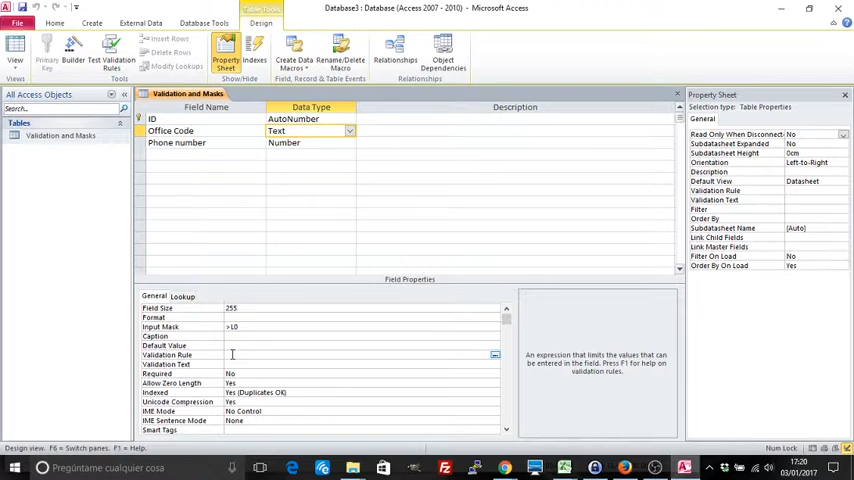 Table Tools
Database3 : Database (Access 2007 - 2010) - Microsoft Access
File Home Create External Data Database Tools Design
View
Views
Primary Key
Builder
Test Validation Rules
Insert Rows
Delete Rows
Modify Lookups
Tools
Property Sheet
Indexes
Show/Hide
Create Data Macros
Rename/Delete Macro
Field, Record & Table Events
Relationships
Object Dependencies
Relationships
All Access Objects
Search...
Tables
Validation and Masks
Validation and Masks
Field Name Data Type Description
ID AutoNumber
Office Code Text
Phone number Number
Field Properties
General Lookup
Field Size 255
Format
Input Mask >L0
Caption
Default Value
Validation Rule
Validation Text
Required No
Allow Zero Length Yes
Indexed Yes (Duplicates OK)
Unicode Compression Yes
IME Mode No Control
IME Sentence Mode None
Smart Tags
An expression that limits the values that can be entered in the field. Press F1 for help on validation rules.
Property Sheet
Selection type: Table Properties
General
Read Only When Disconnect No
Subdatasheet Expanded No
Subdatasheet Height 0cm
Orientation Left-to-Right
Description
Default View Datasheet
Validation Rule
Validation Text
Filter
Order By
Subdatasheet Name [Auto]
Link Child Fields
Link Master Fields
Filter On Load No
Order By On Load Yes
Design view. F6 = Switch panes. F1 = Help.
Num Lock
Pregúntame cualquier cosa
17:20
03/01/2017